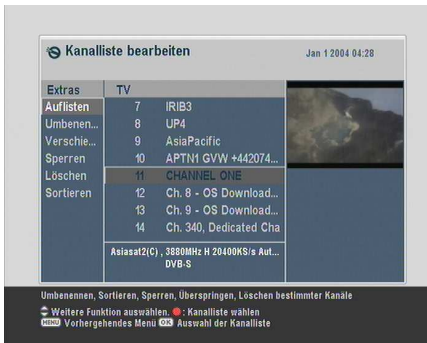 Kanalliste bearbeiten
Jan 1 2004 04:28
Extras
TV
Auflisten
7 IRIB3
Umbenen...
8 UP4
Verschie...
9 AsiaPacific
Sperren
10 APTN1 GVW +442074...
Löschen
11 CHANNEL ONE
Sortieren
12 Ch. 8 - OS Download...
13 Ch. 9 - OS Download...
14 Ch. 340, Dedicated Cha
Asiasat2(C) , 3880MHz H 20400KS/s Aut...
DVB-S
Umbenennen, Sortieren, Sperren, Überspringen, Löschen bestimmter Kanäle
Weitere Funktion auswählen. : Kanalliste wählen
MENU Vorhergehendes Menü OK Auswahl der Kanalliste